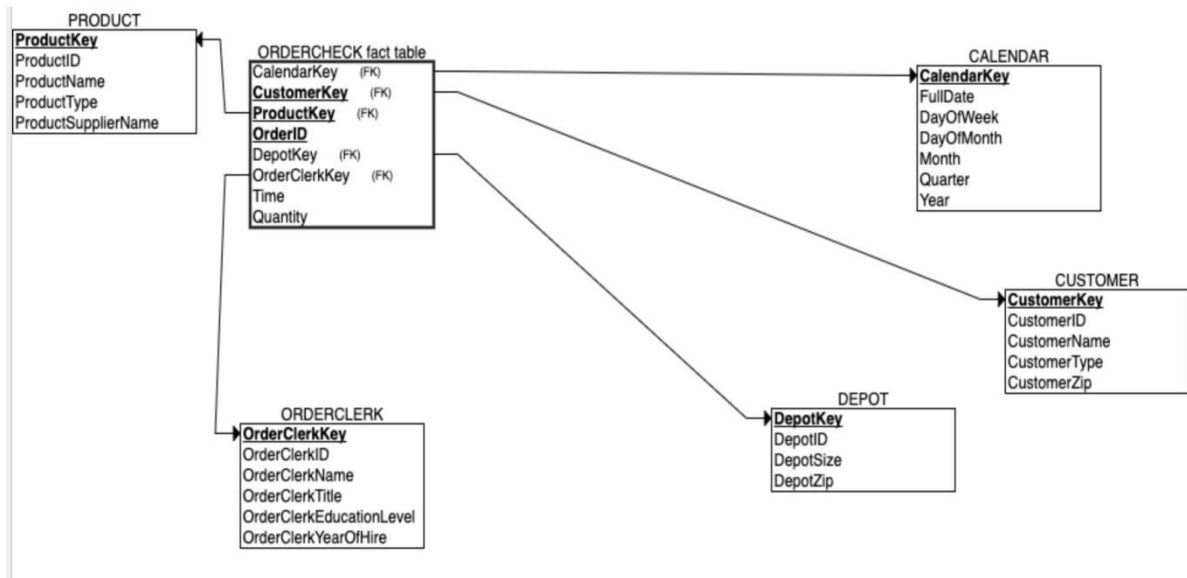 PRODUCT
ProductKey
ProductID
ProductName
ProductType
ProductSupplierName
ORDERCHECK fact table
CalendarKey (FK)
CustomerKey (FK)
ProductKey (FK)
OrderID
DepotKey (FK)
OrderClerkKey (FK)
Time
Quantity
CALENDAR
CalendarKey
FullDate
DayOfWeek
DayOfMonth
Month
Quarter
Year
CUSTOMER
CustomerKey
CustomerID
CustomerName
CustomerType
CustomerZip
DEPOT
DepotKey
DepotID
DepotSize
DepotZip
ORDERCLERK
OrderClerkKey
OrderClerkID
OrderClerkName
OrderClerkTitle
OrderClerkEducationLevel
OrderClerkYearOfHire